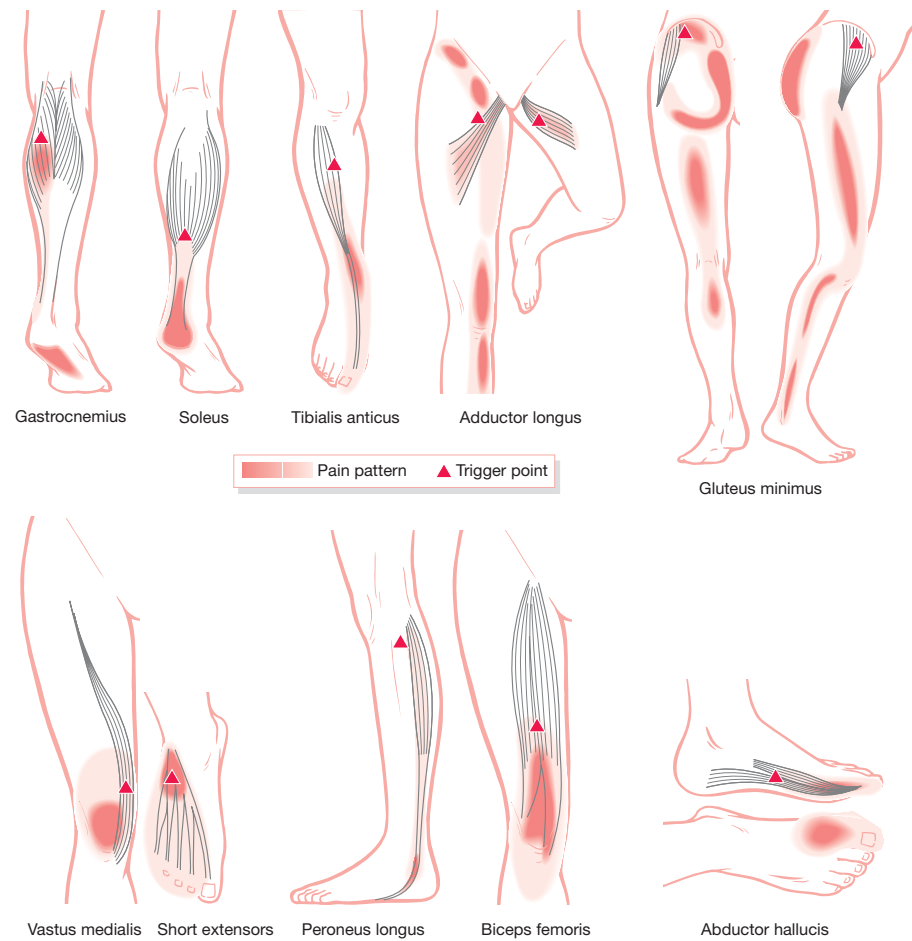 Gastrocnemius
Soleus
Tibialis anticus
Adductor longus
Pain pattern
Trigger point
Gluteus minimus
Vastus medialis
Short extensors
Peroneus longus
Biceps femoris
Abductor hallucis